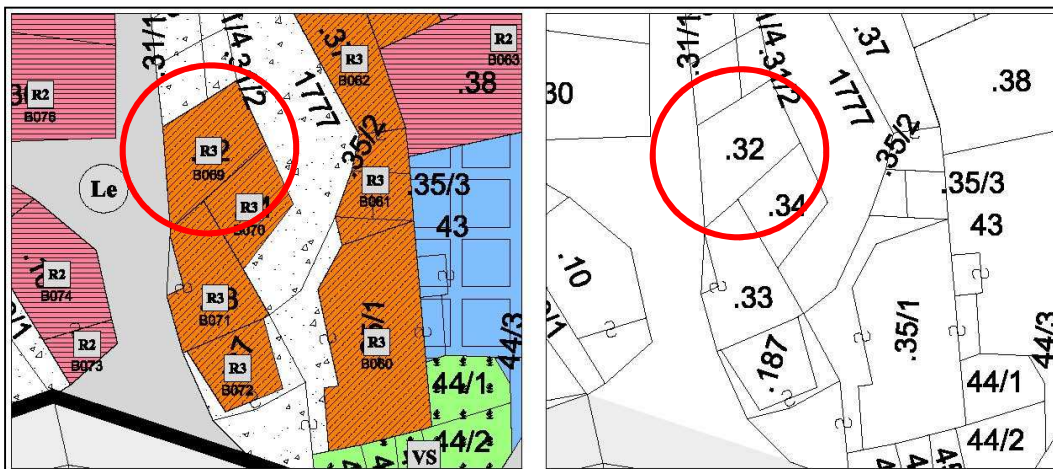 .31/1
/4
.31/2
1777
R3
B062
R2
B063
.38
R2
B076
R3
B069
Le
.35/2
R3
B061
.35/3
43
R3
B070
R2
B074
R3
B071
R2
B073
R3
B072
R3
B060
44/3
44/1
44/2
VS
.31/1
/4
.31/2
1777
.37
.38
30
.32
.35/2
.35/3
.34
43
.10
.33
.35/1
.187
44/3
44/1
44/2